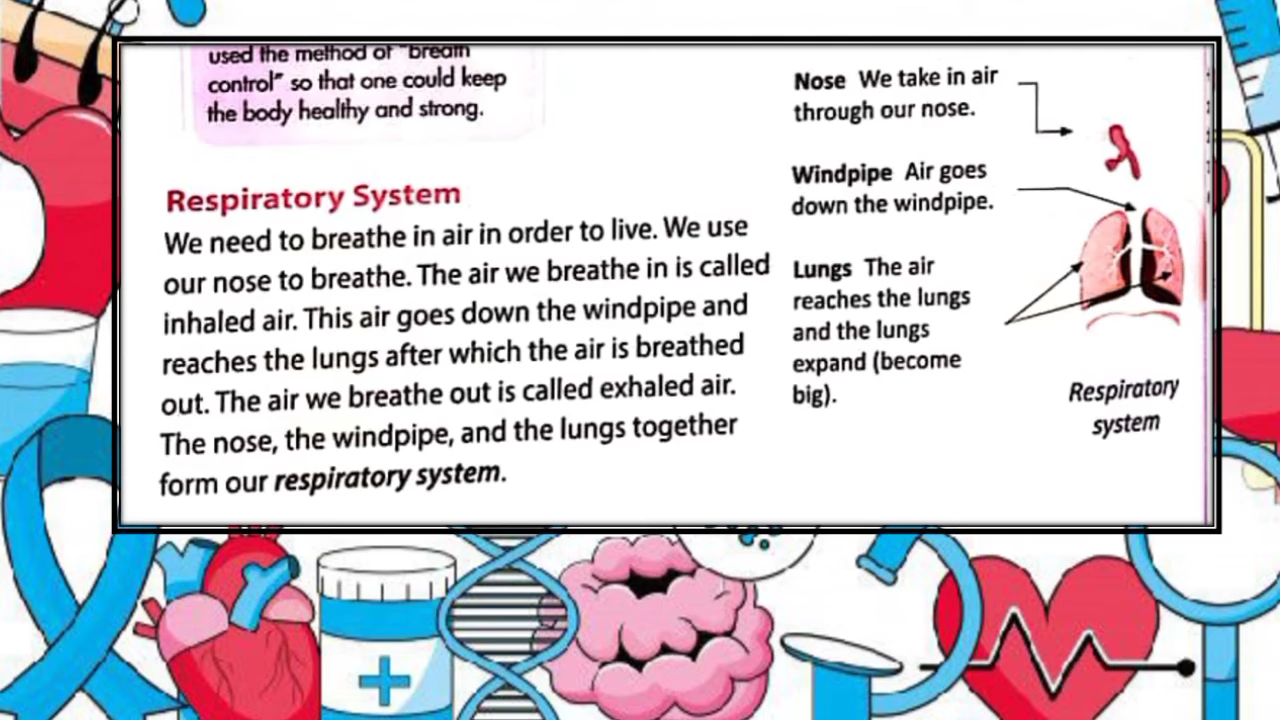 used the method of "breath
control" so that one could keep
the body healthy and strong.
Respiratory System
We need to breathe in air in order to live. We use
our nose to breathe. The air we breathe in is called
inhaled air. This air goes down the windpipe and
reaches the lungs after which the air is breathed
out. The air we breathe out is called exhaled air.
The nose, the windpipe, and the lungs together
form our respiratory system.
Nose We take in air
through our nose.
Windpipe Air goes
down the windpipe.
Lungs The air
reaches the lungs
and the lungs
expand (become
big).
Respiratory
system